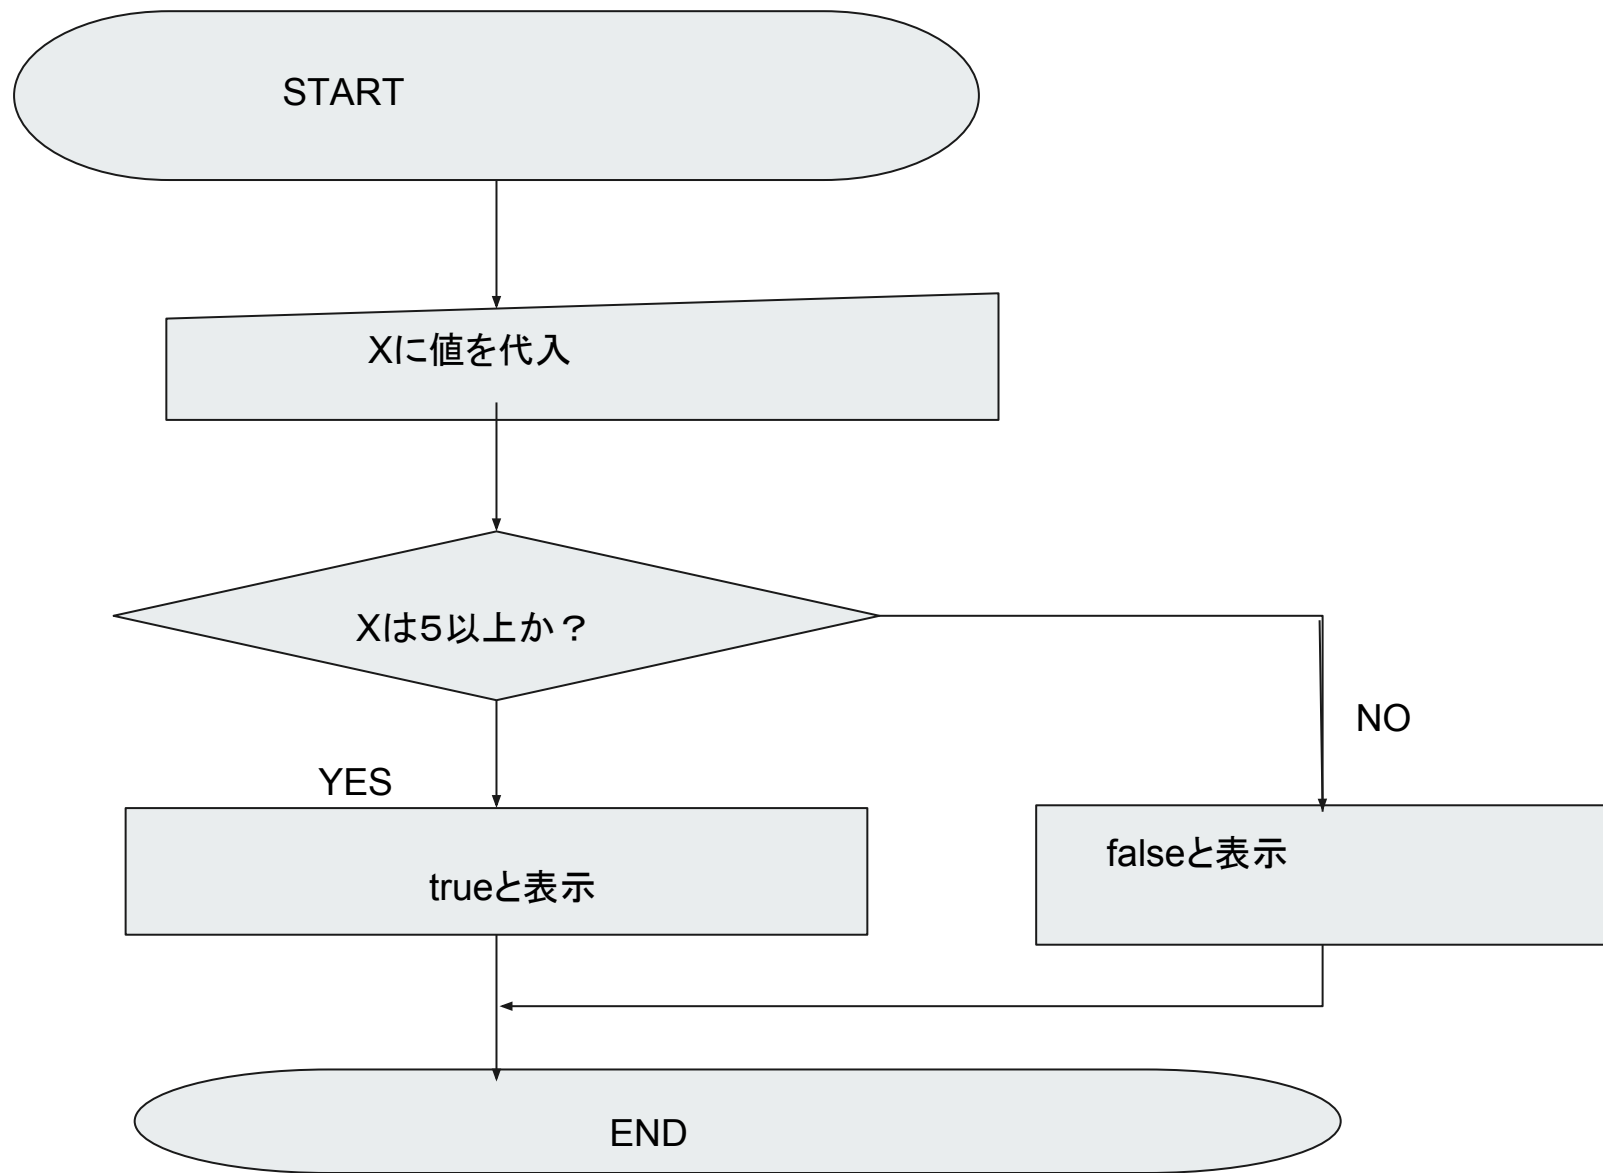 START
Xに値を代入
Xは５以上か？
NO
YES
falseと表示
trueと表示
END